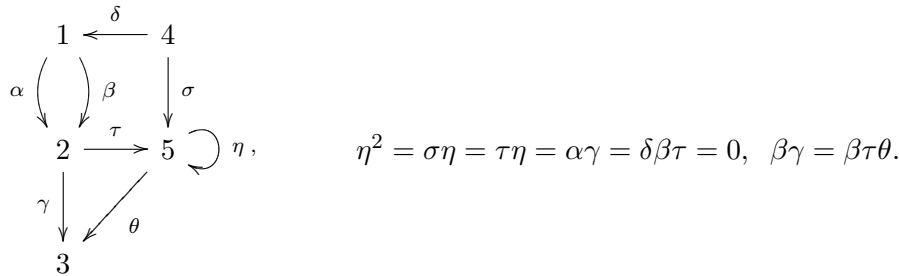 δ
1 4
α β σ
τ
2 5 η ,
η² = ση = τη = αγ = δβτ = 0, βγ = βτθ.
γ θ
3